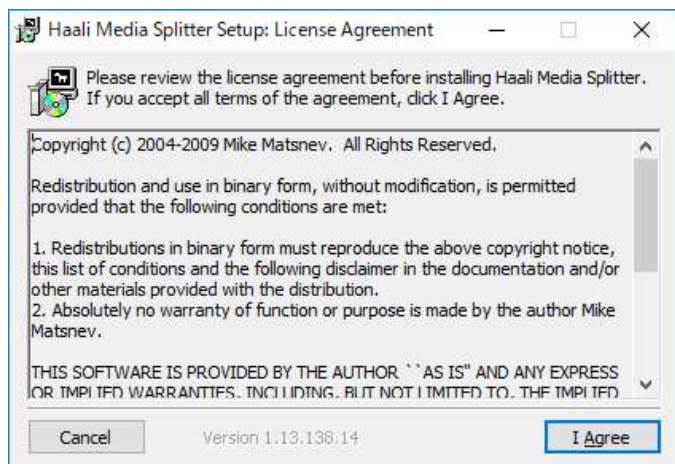 Haali Media Splitter Setup: License Agreement
Please review the license agreement before installing Haali Media Splitter.
If you accept all terms of the agreement, click I Agree.
Copyright (c) 2004-2009 Mike Matsnev.  All Rights Reserved.
Redistribution and use in binary form, without modification, is permitted
provided that the following conditions are met:
1. Redistributions in binary form must reproduce the above copyright notice,
this list of conditions and the following disclaimer in the documentation and/or
other materials provided with the distribution.
2. Absolutely no warranty of function or purpose is made by the author Mike
Matsnev.
THIS SOFTWARE IS PROVIDED BY THE AUTHOR ``AS IS'' AND ANY EXPRESS
OR IMPLIED WARRANTIES, INCLUDING, BUT NOT LIMITED TO, THE IMPLIED
Cancel
Version 1.13.138.14
I Agree